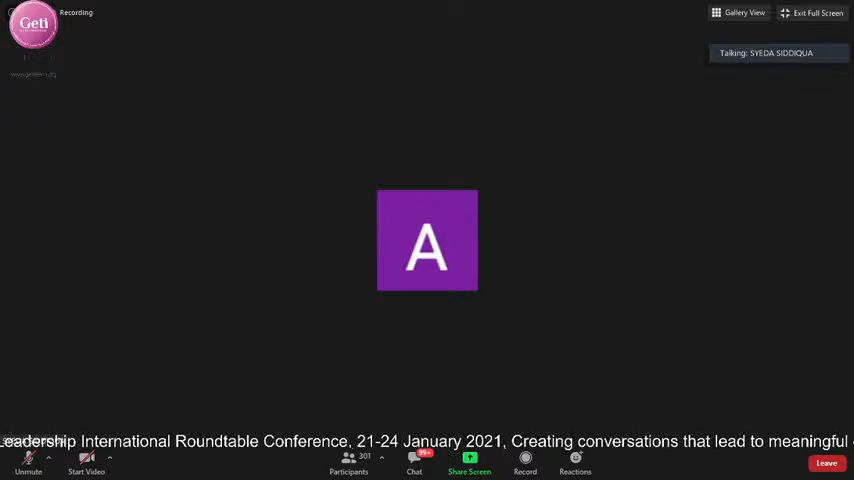 Geti
Recording
Gallery View
Exit Full Screen
Talking: SYEDA SIDDIQUA
A
Leadership International Roundtable Conference, 21-24 January 2021, Creating conversations that lead to meaningful
Unmute
Start Video
301
Participants
99+
Chat
Share Screen
Record
Reactions
Leave